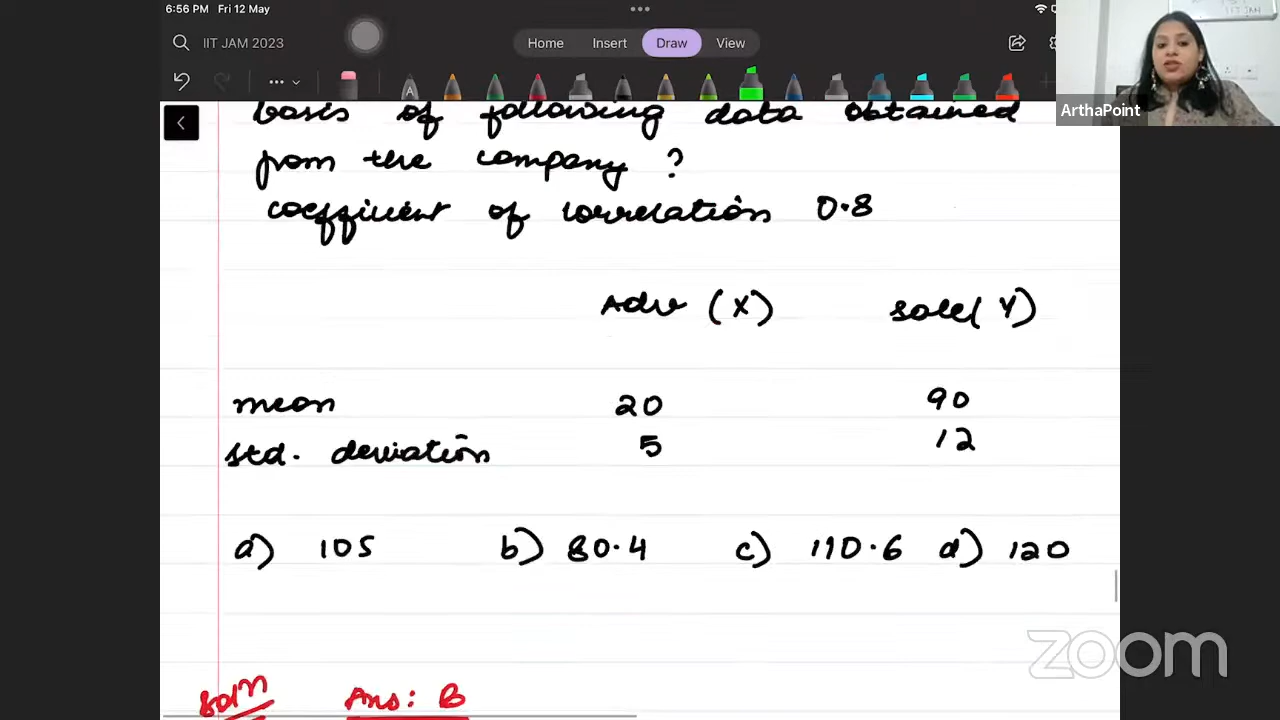 6:56 PM Fri 12 May
IIT JAM 2023
Home Insert Draw View
A
ArthaPoint
basis of following data obtained
from the company ?
coefficient of correlation 0.8
Adv (X) Sale( Y)
mean 20 90
std. deviation 5 12
a) 105 b) 80.4 c) 110.6 d) 120
zoom
Soln Ans: B